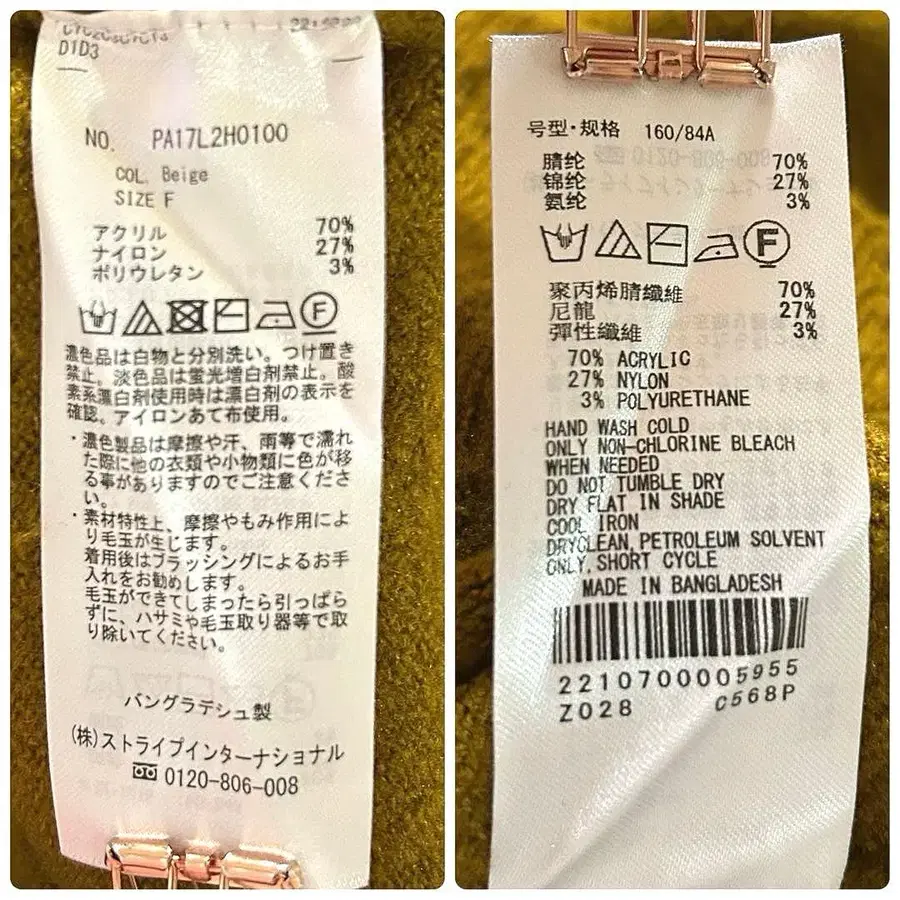 D1D3
NO. PA17L2H0100
COL. Beige
SIZE F
アクリル 70%
ナイロン 27%
ポリウレタン 3%
F
濃色品は白物と分別洗い。つけ置き
禁止。淡色品は蛍光増白剤禁止。酸
素系漂白剤使用時は漂白剤の表示を
確認。アイロンあて布使用。
・濃色製品は摩擦や汗、雨等で濡れ
た際に他の衣類や小物類に色が移
る事がありますのでご注意くださ
い。
・素材特性上、摩擦やもみ作用によ
り毛玉が生じます。
着用後はブラッシングによるお手
入れをお勧めします。
毛玉ができてしまったら引っぱら
ずに、ハサミや毛玉取り器等で取
り除いてください。
バングラデシュ製
(株)ストライプインターナショナル
0120-806-008
号型・规格 160/84A
腈纶 70%
锦纶 27%
氨纶 3%
F
聚丙烯腈纖維 70%
尼龍 27%
彈性纖維 3%
70% ACRYLIC
27% NYLON
3% POLYURETHANE
HAND WASH COLD
ONLY NON-CHLORINE BLEACH
WHEN NEEDED
DO NOT TUMBLE DRY
DRY FLAT IN SHADE
COOL IRON
DRYCLEAN,PETROLEUM SOLVENT
ONLY,SHORT CYCLE
MADE IN BANGLADESH
2210700005955
Z028 C568P